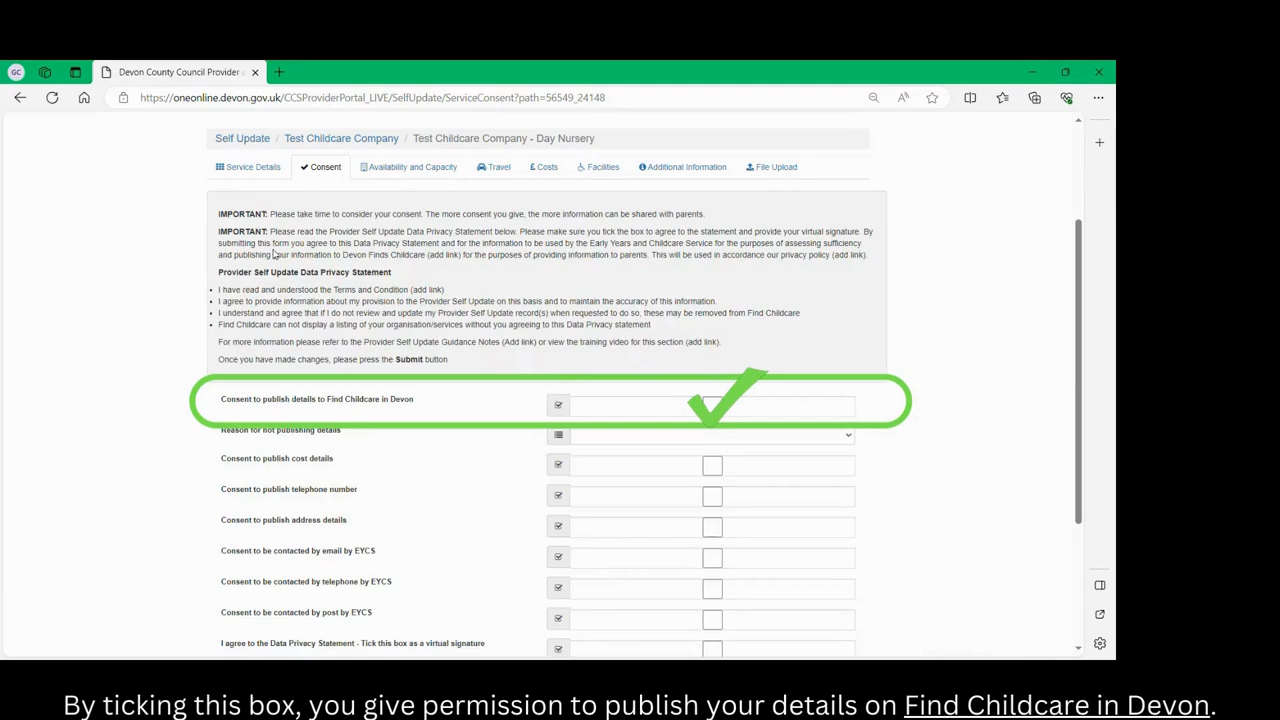 GC
Devon County Council Provider
https://oneonline.devon.gov.uk/CCSProviderPortal_LIVE/SelfUpdate/ServiceConsent?path=56549_24148
Self Update / Test Childcare Company / Test Childcare Company - Day Nursery
Service Details Consent Availability and Capacity Travel £ Costs Facilities Additional Information File Upload
IMPORTANT: Please take time to consider your consent. The more consent you give, the more information can be shared with parents.
IMPORTANT: Please read the Provider Self Update Data Privacy Statement below. Please make sure you tick the box to agree to the statement and provide your virtual signature. By
submitting this form you agree to this Data Privacy Statement and for the information to be used by the Early Years and Childcare Service for the purposes of assessing sufficiency
and publishing your information to Devon Finds Childcare (add link) for the purposes of providing information to parents. This will be used in accordance our privacy policy (add link).
Provider Self Update Data Privacy Statement
• I have read and understood the Terms and Condition (add link)
• I agree to provide information about my provision to the Provider Self Update on this basis and to maintain the accuracy of this information.
• I understand and agree that if I do not review and update my Provider Self Update record(s) when requested to do so, these may be removed from Find Childcare
• Find Childcare can not display a listing of your organisation/services without you agreeing to this Data Privacy statement
For more information please refer to the Provider Self Update Guidance Notes (Add link) or view the training video for this section (add link).
Once you have made changes, please press the Submit button
Consent to publish details to Find Childcare in Devon
Reason for not publishing details
Consent to publish cost details
Consent to publish telephone number
Consent to publish address details
Consent to be contacted by email by EYCS
Consent to be contacted by telephone by EYCS
Consent to be contacted by post by EYCS
I agree to the Data Privacy Statement - Tick this box as a virtual signature
By ticking this box, you give permission to publish your details on Find Childcare in Devon.